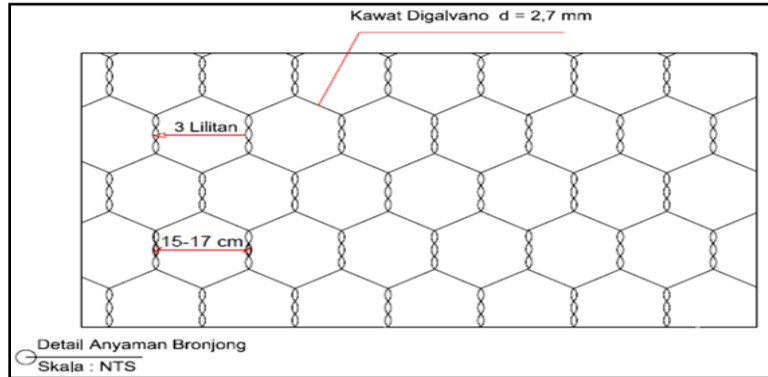 Kawat Digalvano d = 2,7 mm
3 Lilitan
15-17 cm
Detail Anyaman Bronjong
Skala : NTS